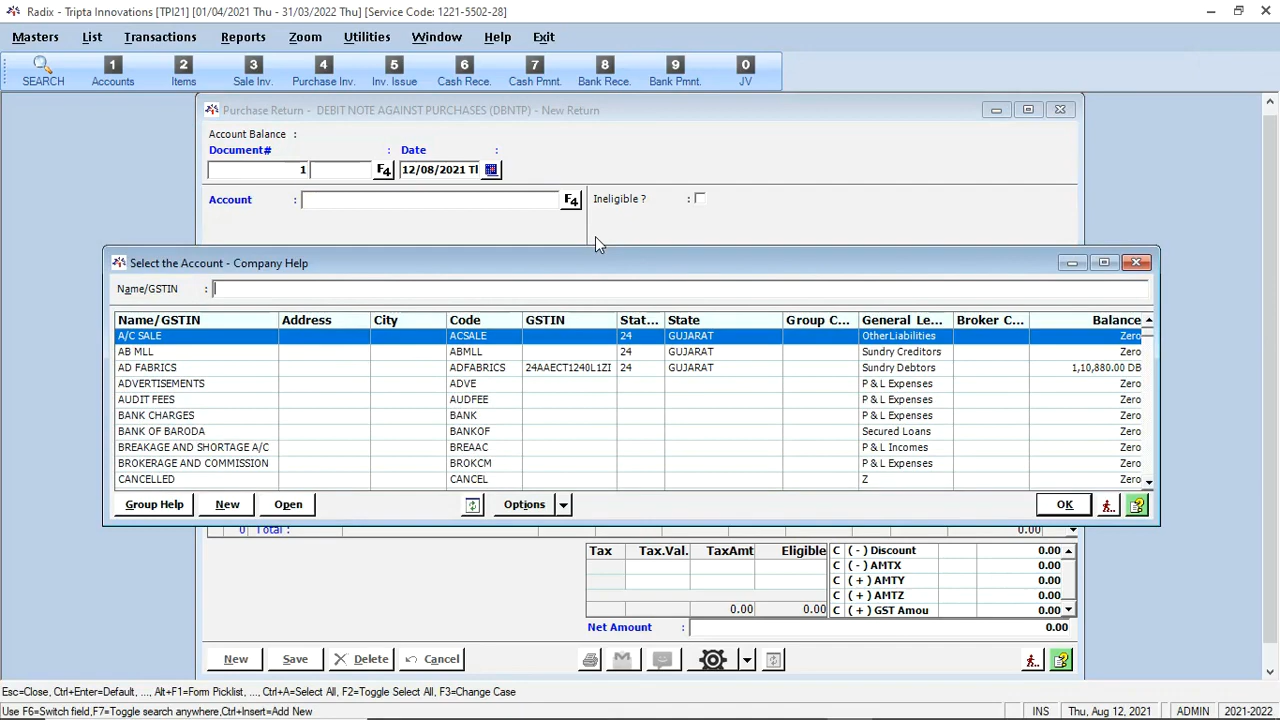 Radix - Tripta Innovations [TPI21] [01/04/2021 Thu - 31/03/2022 Thu] [Service Code: 1221-5502-28]
Masters List Transactions Reports Zoom Utilities Window Help Exit
1 2 3 4 5 6 7 8 9 0
SEARCH Accounts Items Sale Inv. Purchase Inv. Inv. Issue Cash Rece. Cash Pmnt. Bank Rece. Bank Pmnt. JV
Purchase Return - DEBIT NOTE AGAINST PURCHASES (DBNTP) - New Return
Account Balance :
Document# : Date :
1 F4 12/08/2021 Tl
Account : F4 Ineligible ? :
Select the Account - Company Help
Name/GSTIN :
Name/GSTIN Address City Code GSTIN Stat... State Group C... General Le... Broker C... Balance
A/C SALE ACSALE 24 GUJARAT OtherLiabilities Zero
AB MLL ABMLL 24 GUJARAT Sundry Creditors Zero
AD FABRICS ADFABRICS 24AAECT1240L1ZI 24 GUJARAT Sundry Debtors 1,10,880.00 DB
ADVERTISEMENTS ADVE P & L Expenses Zero
AUDIT FEES AUDFEE P & L Expenses Zero
BANK CHARGES BANK P & L Expenses Zero
BANK OF BARODA BANKOF Secured Loans Zero
BREAKAGE AND SHORTAGE A/C BREAAC P & L Incomes Zero
BROKERAGE AND COMMISSION BROKCM P & L Expenses Zero
CANCELLED CANCEL Z Zero
Group Help New Open Options OK
0 Total : 0.00
Tax Tax.Val. TaxAmt Eligible C ( - ) Discount 0.00
C ( - ) AMTX 0.00
C ( + ) AMTY 0.00
C ( + ) AMTZ 0.00
0.00 0.00 C ( + ) GST Amou 0.00
Net Amount : 0.00
New Save Delete Cancel
Esc=Close, Ctrl+Enter=Default, ..., Alt+F1=Form Picklist, ..., Ctrl+A=Select All, F2=Toggle Select All, F3=Change Case
Use F6=Switch field,F7=Toggle search anywhere,Ctrl+Insert=Add New INS Thu, Aug 12, 2021 ADMIN 2021-2022